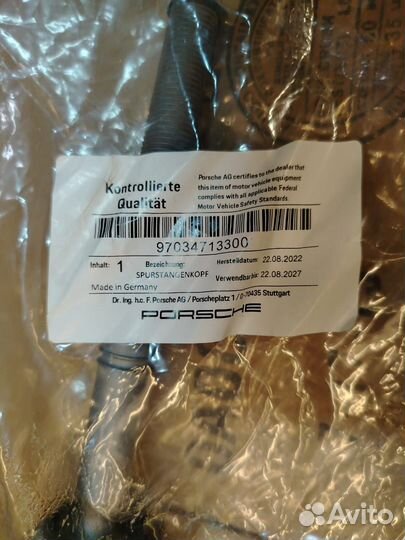 Kontrollierte
Qualität
Porsche AG certifies to the dealer that
this item of motor vehicle equipment
complies with all applicable Federal
Motor Vehicle Safety Standards
97034713300
Inhalt: 1 Bezeichnung: Herstelldatum: 22.08.2022
SPURSTANGENKOPF Verwendbar bis: 22.08.2027
Made in Germany
Dr. Ing. h.c. F. Porsche AG / Porscheplatz 1 / D-70435 Stuttgart
PORSCHE
Avito